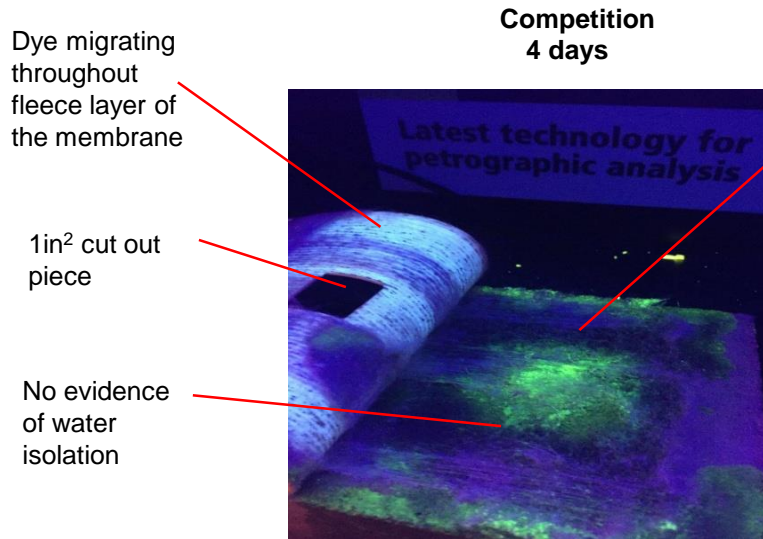 Competition
4 days
Dye migrating
throughout
fleece layer of
the membrane
Latest technology for
petrographic analysis
1in² cut out
piece
No evidence
of water
isolation